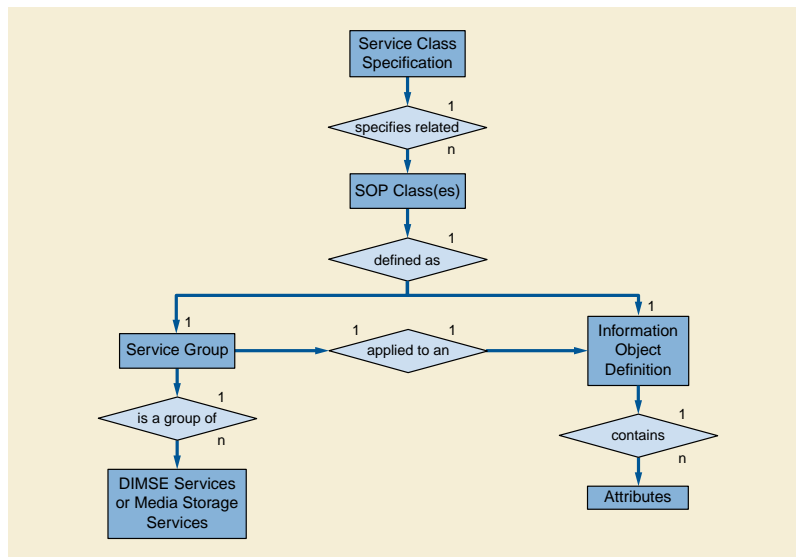 Service Class
Specification
1
specifies related
n
SOP Class(es)
1
defined as
1
1
Service Group
1
1
applied to an
Information
Object
Definition
1
is a group of
n
1
contains
n
DIMSE Services
or Media Storage
Services
Attributes